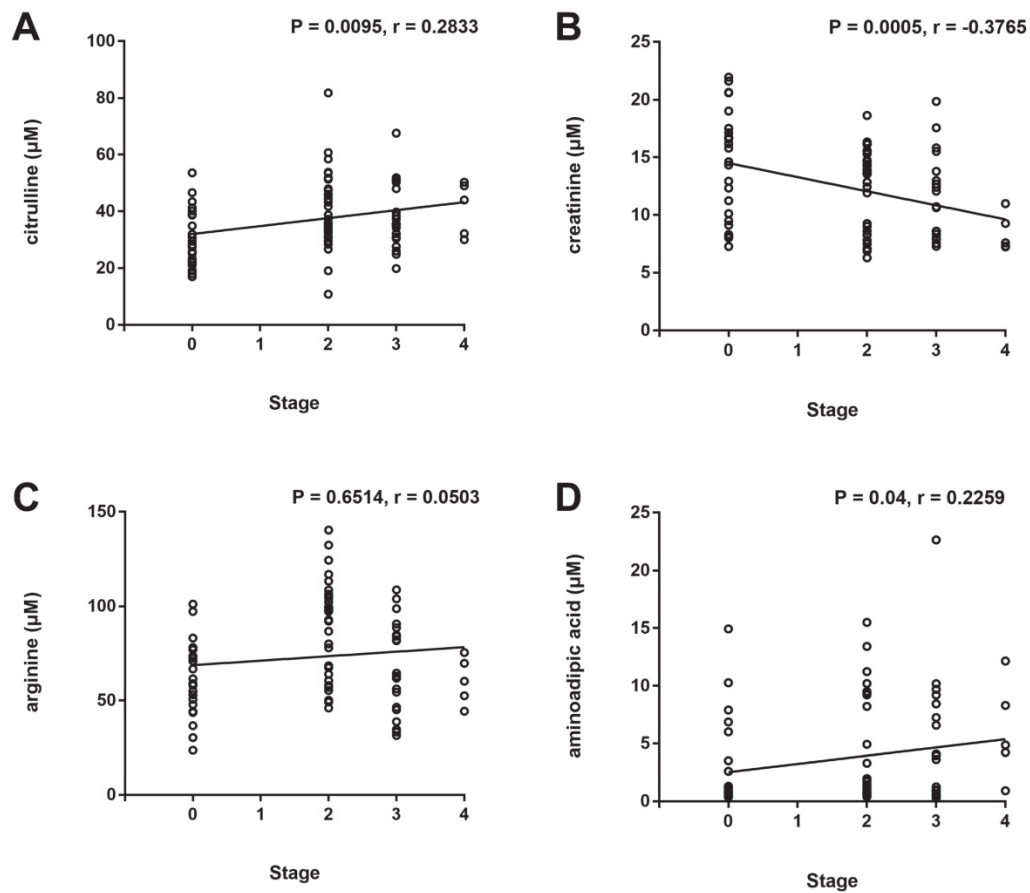 A
P = 0.0095, r = 0.2833
citrulline (µM)
100
80
60
40
20
0
0 1 2 3 4
Stage
B
P = 0.0005, r = -0.3765
creatinine (µM)
25
20
15
10
5
0
0 1 2 3 4
Stage
C
P = 0.6514, r = 0.0503
arginine (µM)
150
100
50
0
0 1 2 3 4
Stage
D
P = 0.04, r = 0.2259
aminoadipic acid (µM)
25
20
15
10
5
0
0 1 2 3 4
Stage